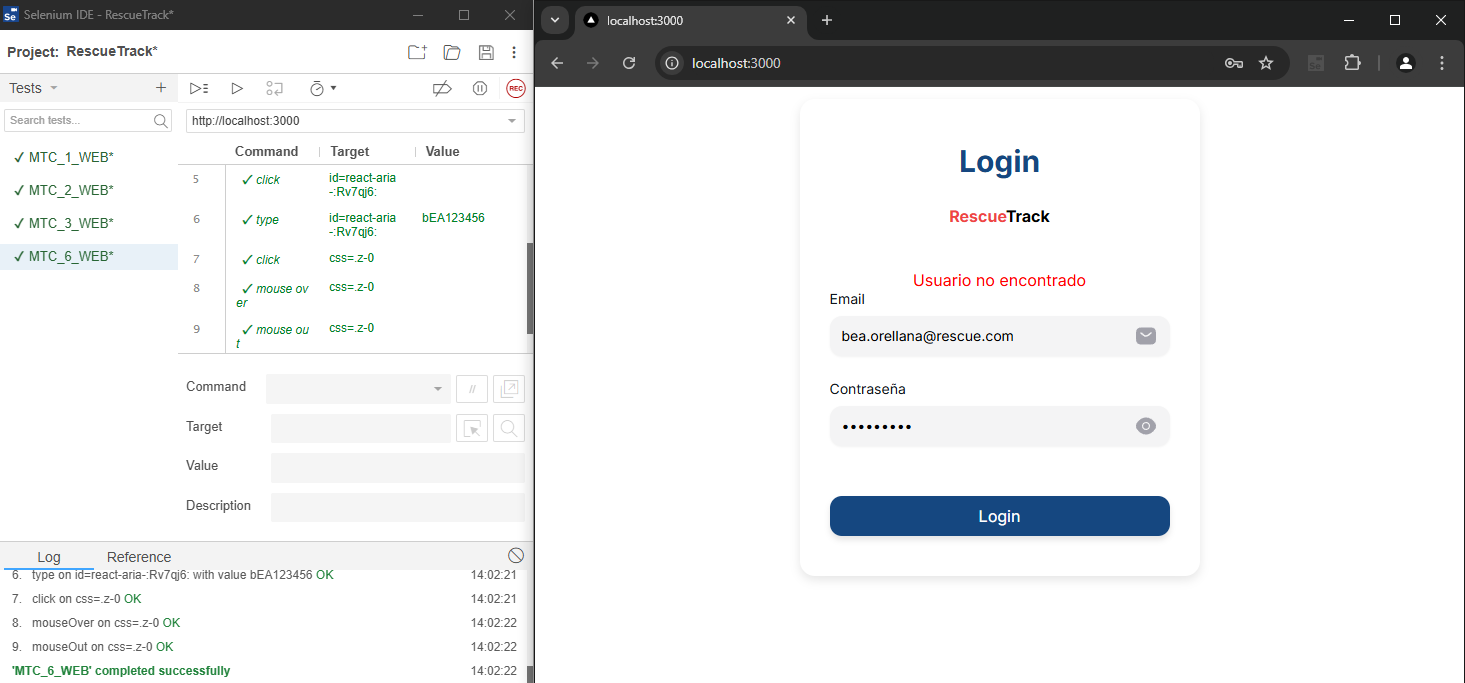 Selenium IDE - RescueTrack*
Project: RescueTrack*
Tests
Search tests...
✓ MTC_1_WEB*
✓ MTC_2_WEB*
✓ MTC_3_WEB*
✓ MTC_6_WEB*
REC
http://localhost:3000
Command Target Value
5 ✓ click id=react-aria
-:Rv7qj6:
6 ✓ type id=react-aria bEA123456
-:Rv7qj6:
7 ✓ click css=.z-0
8 ✓ mouse ov css=.z-0
er
9 ✓ mouse ou css=.z-0
t
Command
//
Target
Value
Description
Log Reference
6. type on id=react-aria-:Rv7qj6: with value bEA123456 OK 14:02:21
7. click on css=.z-0 OK 14:02:21
8. mouseOver on css=.z-0 OK 14:02:22
9. mouseOut on css=.z-0 OK 14:02:22
'MTC_6_WEB' completed successfully 14:02:22
localhost:3000
localhost:3000
Login
RescueTrack
Usuario no encontrado
Email
bea.orellana@rescue.com
Contraseña
•••••••••
Login